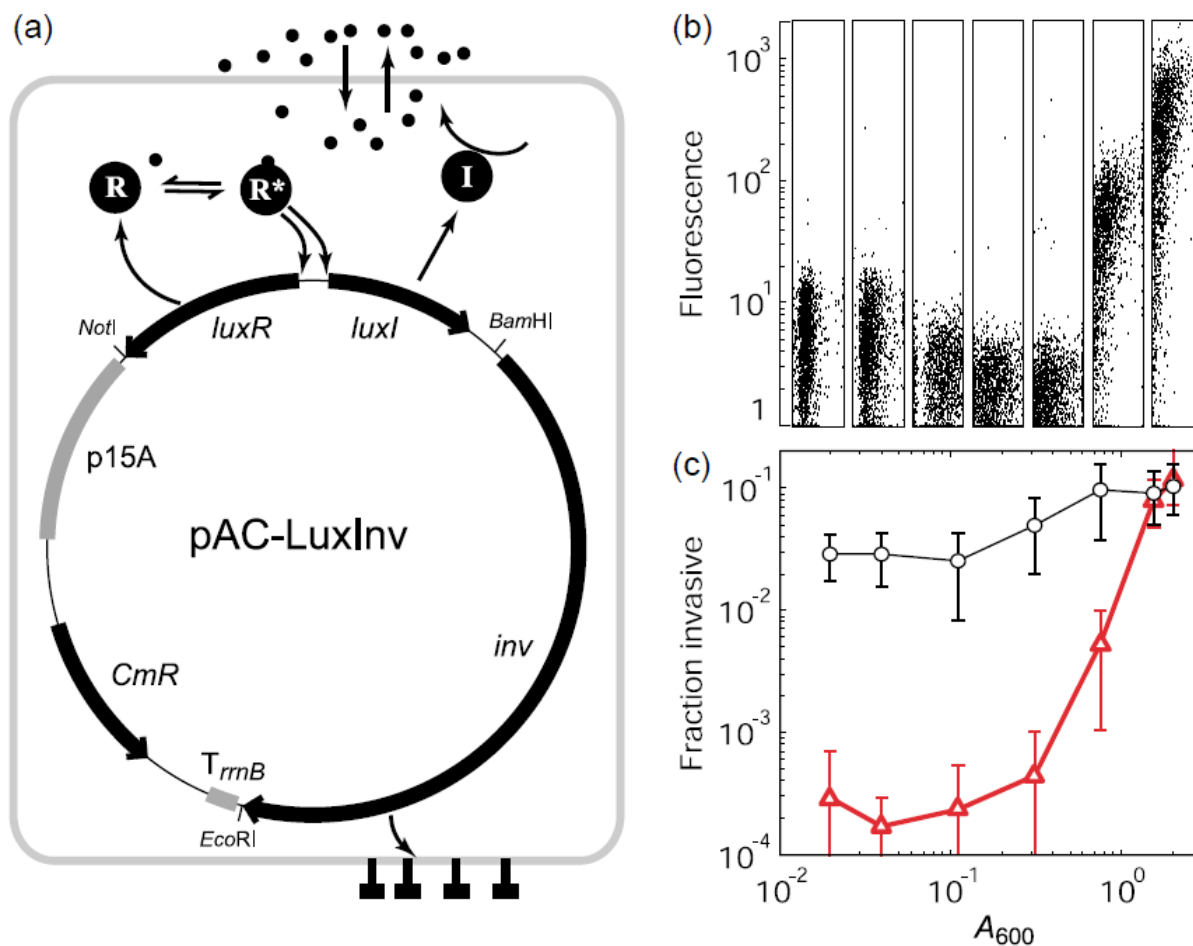 (a)
R
R*
I
luxR
luxI
NotI
BamHI
p15A
pAC-LuxInv
inv
CmR
TrrnB
EcoRI
(b)
Fluorescence
10³
10²
10
1
(c)
Fraction invasive
10⁻¹
10⁻²
10⁻³
10⁻⁴
10⁻² 10⁻¹ 10⁰
A₆₀₀